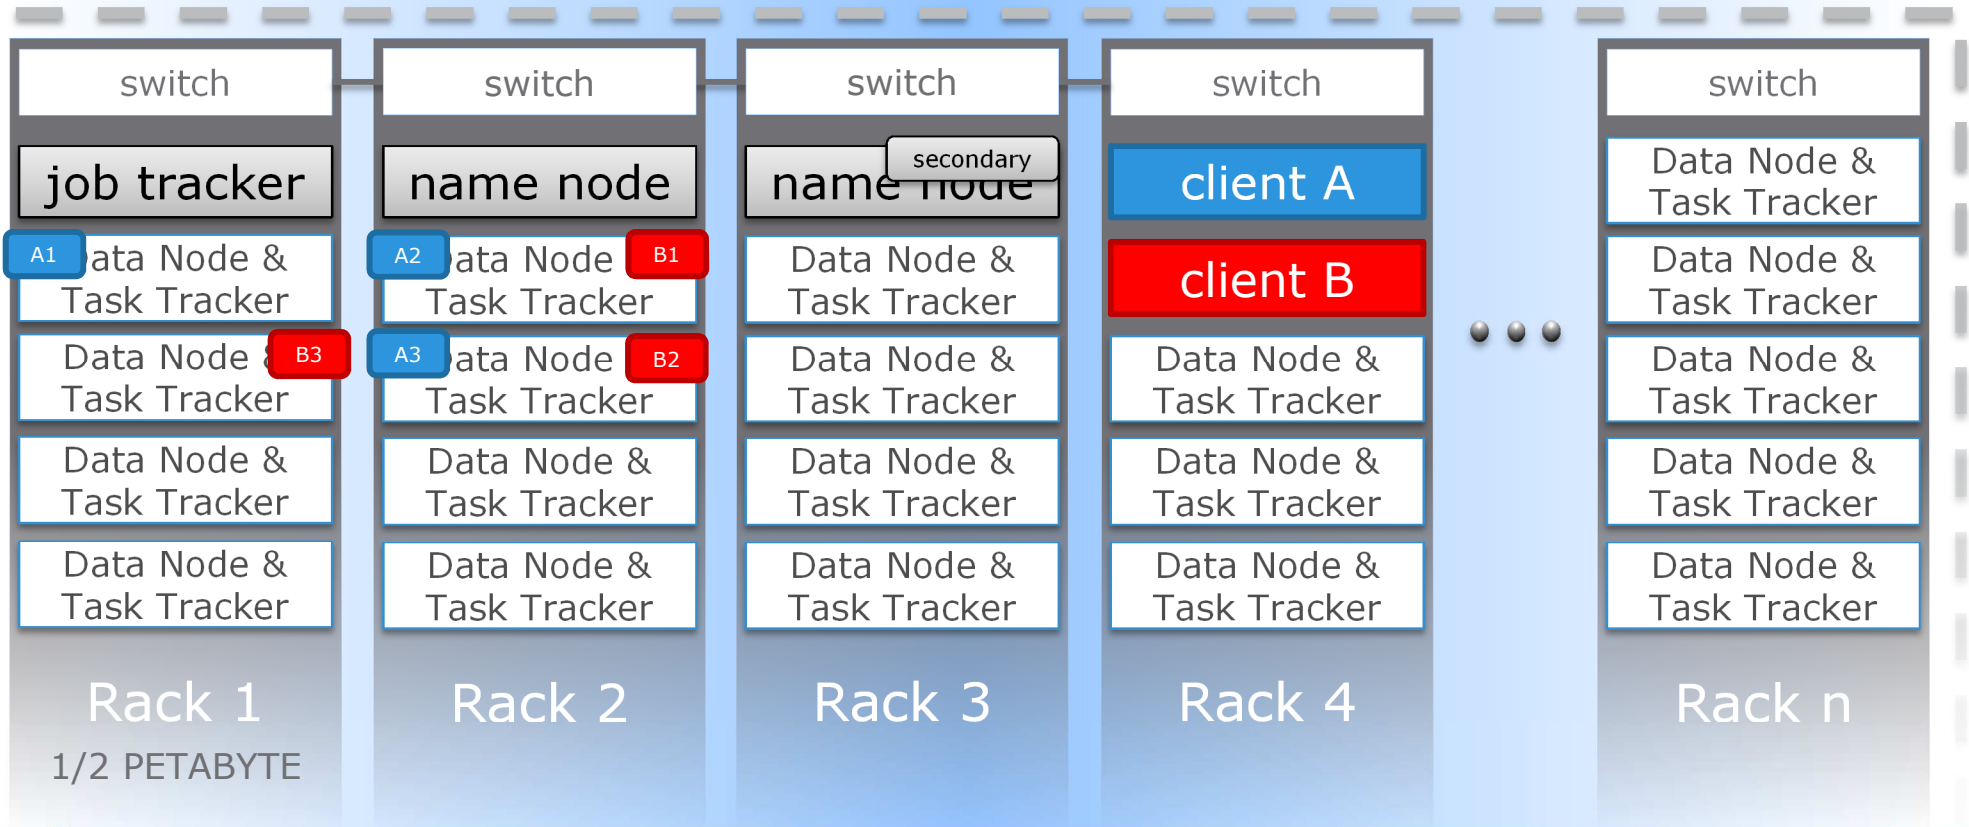 switch
job tracker
A1
ata Node &
Task Tracker
Data Node &
Task Tracker
B3
Data Node &
Task Tracker
Data Node &
Task Tracker
Rack 1
1/2 PETABYTE
switch
name node
A2
ata Node
B1
Task Tracker
A3
ata Node
B2
Task Tracker
Data Node &
Task Tracker
Data Node &
Task Tracker
Rack 2
switch
secondary
name node
Data Node &
Task Tracker
Data Node &
Task Tracker
Data Node &
Task Tracker
Data Node &
Task Tracker
Rack 3
switch
client A
client B
Data Node &
Task Tracker
Data Node &
Task Tracker
Data Node &
Task Tracker
Rack 4
switch
Data Node &
Task Tracker
Data Node &
Task Tracker
Data Node &
Task Tracker
Data Node &
Task Tracker
Data Node &
Task Tracker
Rack n